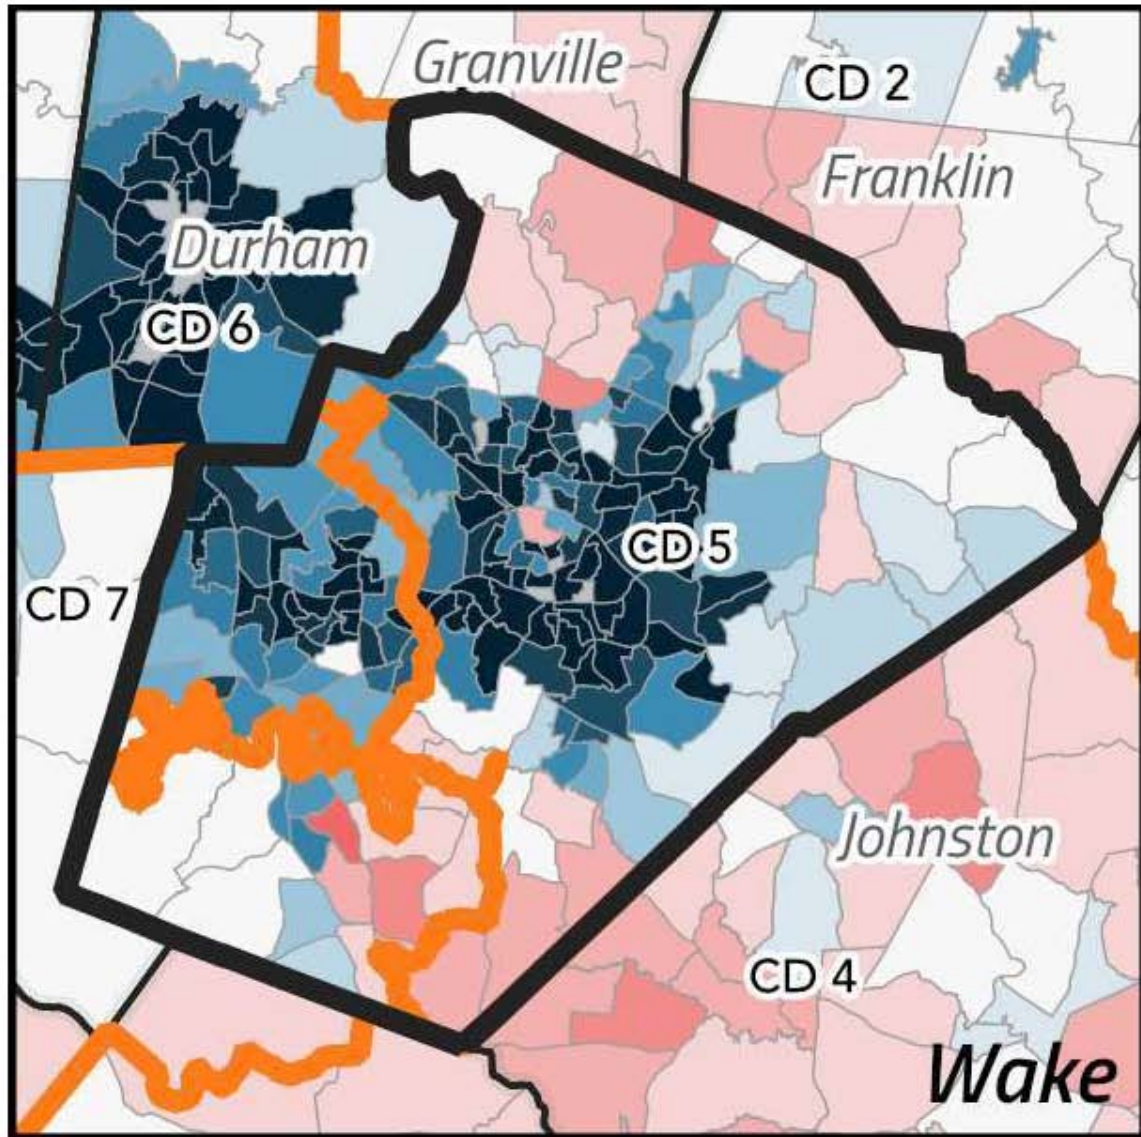 Granville
CD 2
Franklin
Durham
CD 6
CD 5
CD 7
Johnston
CD 4
Wake